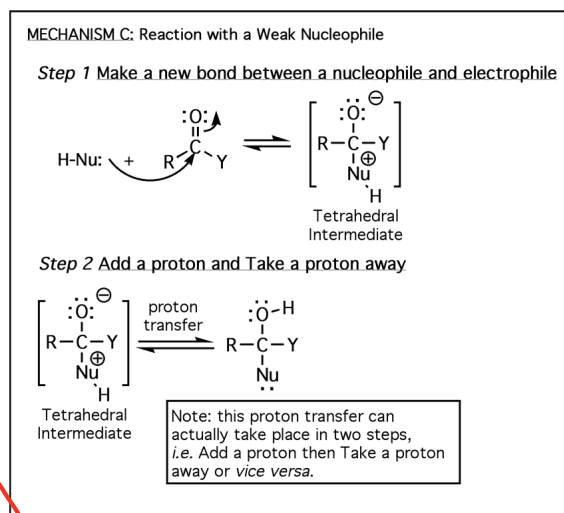 MECHANISM C: Reaction with a Weak Nucleophile
Step 1 Make a new bond between a nucleophile and electrophile
H-Nu: + :O: R C Y
:O: ⊖
R–C–Y
⊕
Nu
H
Tetrahedral
Intermediate
Step 2 Add a proton and Take a proton away
:O: ⊖
R–C–Y
⊕
Nu
H
Tetrahedral
Intermediate
proton
transfer
:O–H
R–C–Y
Nu
Note: this proton transfer can
actually take place in two steps,
i.e. Add a proton then Take a proton
away or vice versa.